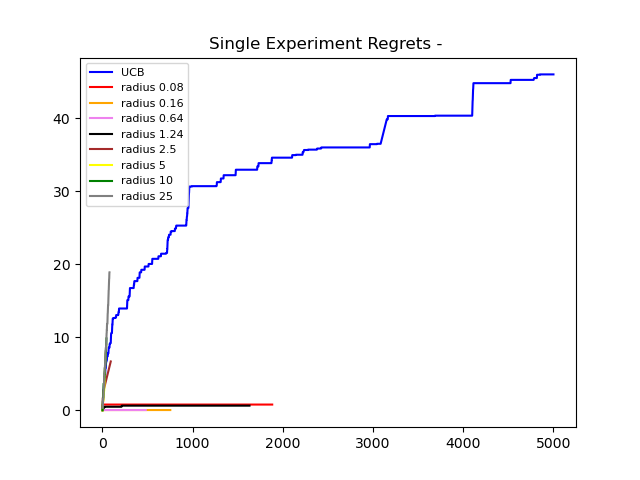 Single Experiment Regrets -
UCB
radius 0.08
radius 0.16
radius 0.64
radius 1.24
radius 2.5
radius 5
radius 10
radius 25
40
30
20
10
0
0 1000 2000 3000 4000 5000